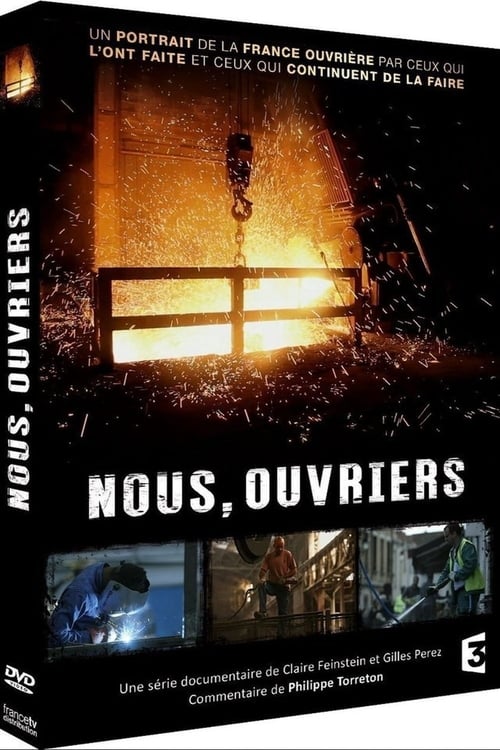 UN PORTRAIT DE LA FRANCE OUVRIÈRE PAR CEUX QUI
L'ONT FAITE ET CEUX QUI CONTINUENT DE LA FAIRE
NOUS, OUVRIERS
NOUS, OUVRIERS
Une série documentaire de Claire Feinstein et Gilles Perez
Commentaire de Philippe Torreton
3
DVD
VIDEO
francetv
distribution